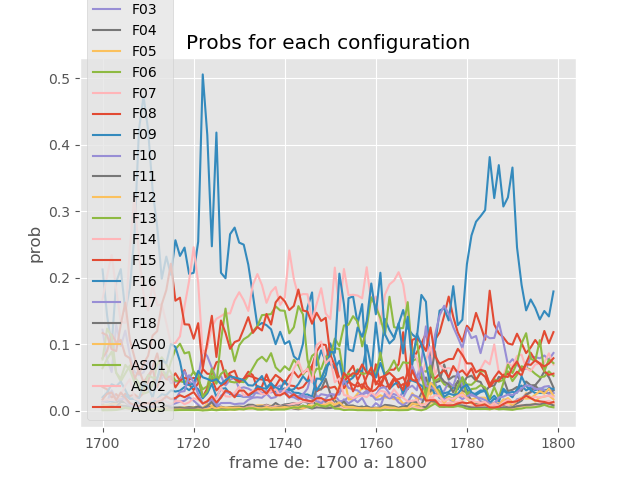 F03
F04
F05
F06
F07
F08
F09
F10
F11
F12
F13
F14
F15
F16
F17
F18
AS00
AS01
AS02
AS03
Probs for each configuration
prob
0.5
0.4
0.3
0.2
0.1
0.0
1700 1720 1740 1760 1780 1800
frame de: 1700 a: 1800